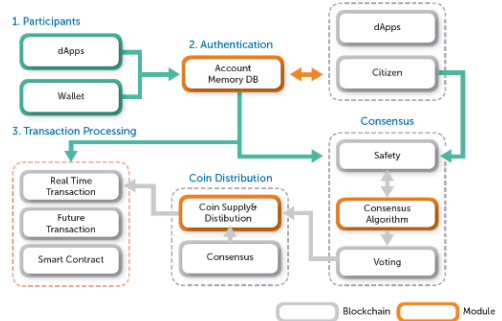 1. Participants
dApps
Wallet
2. Authentication
Account
Memory DB
dApps
Citizen
3. Transaction Processing
Real Time
Transaction
Future
Transaction
Smart Contract
Coin Distribution
Coin Supply&
Distibution
Consensus
Consensus
Safety
Consensus
Algorithm
Voting
Blockchain
Module